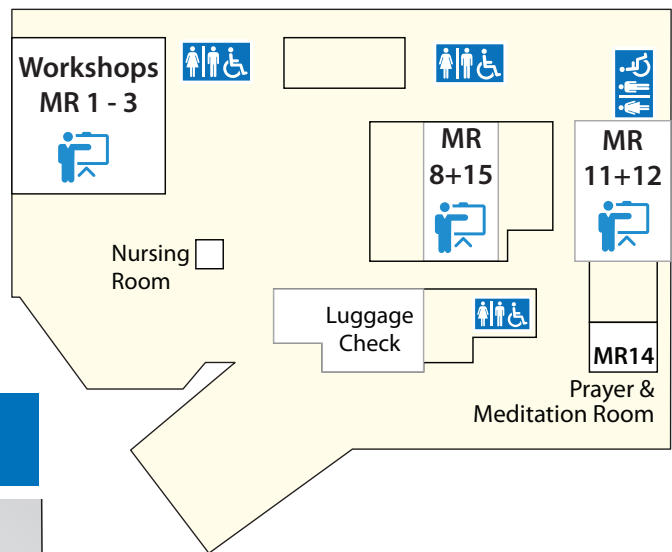 Workshops
MR 1 - 3
MR
8+15
MR
11+12
Nursing
Room
Luggage
Check
MR14
Prayer &
Meditation Room